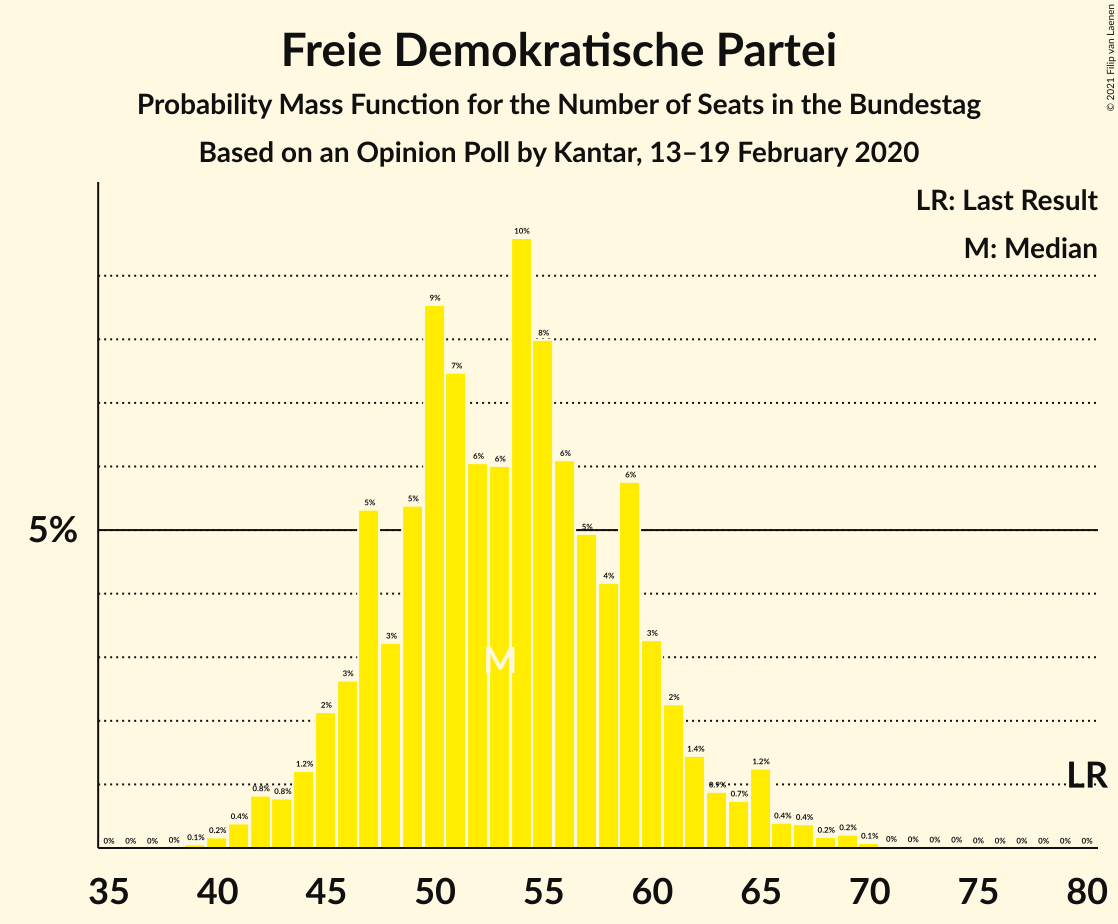 Freie Demokratische Partei
Probability Mass Function for the Number of Seats in the Bundestag
Based on an Opinion Poll by Kantar, 13–19 February 2020
© 2021 Filip van Laenen
LR: Last Result
M: Median
5%
0% 0% 0% 0% 0.1% 0.2% 0.4% 0.8% 0.8% 1.2% 2% 3% 5% 3% 5% 9% 7% 6% 6% 10% 8% 6% 5% 4% 6% 3% 2% 1.4% 0.9% 0.7% 1.2% 0.4% 0.4% 0.2% 0.2% 0.1% 0% 0% 0% 0% 0% 0% 0% 0% 0% 0%
M
LR
35 40 45 50 55 60 65 70 75 80